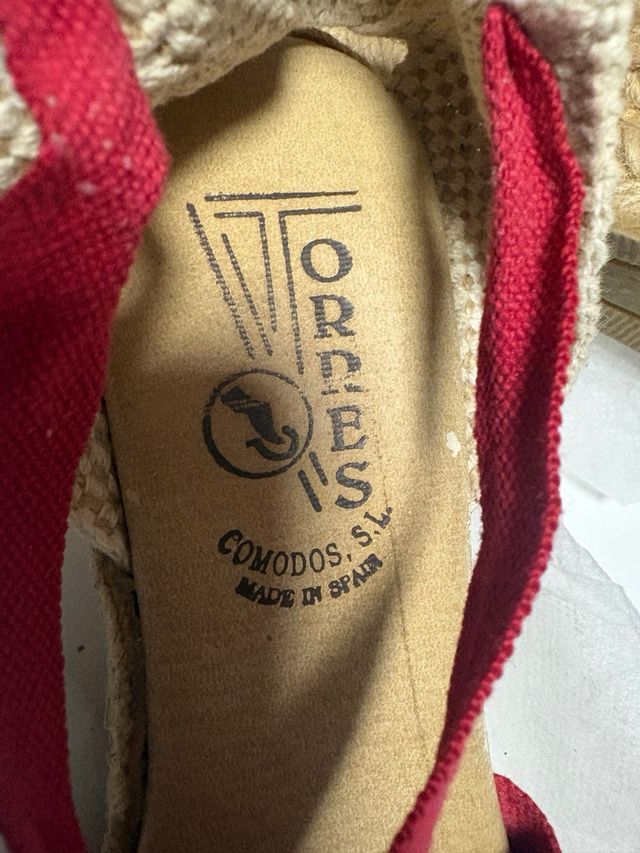 TORRES
COMODOS, S.L.
MADE IN SPAIN